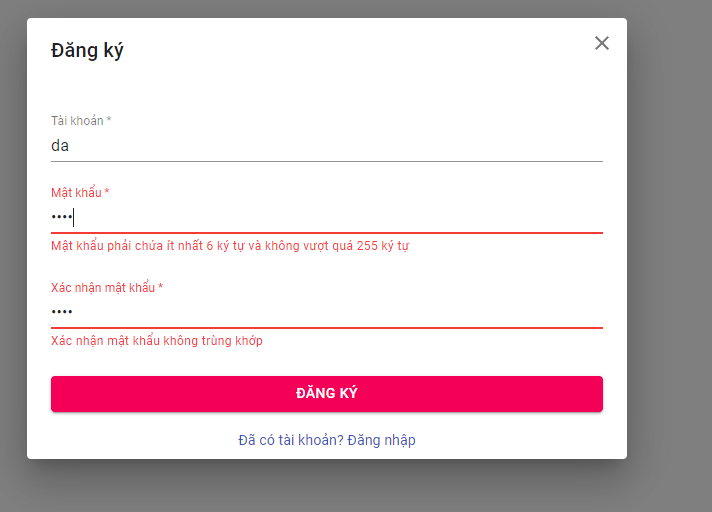 Đăng ký
Tài khoản *
da
Mật khẩu *
••••
Mật khẩu phải chứa ít nhất 6 ký tự và không vượt quá 255 ký tự
Xác nhận mật khẩu *
••••
Xác nhận mật khẩu không trùng khớp
ĐĂNG KÝ
Đã có tài khoản? Đăng nhập